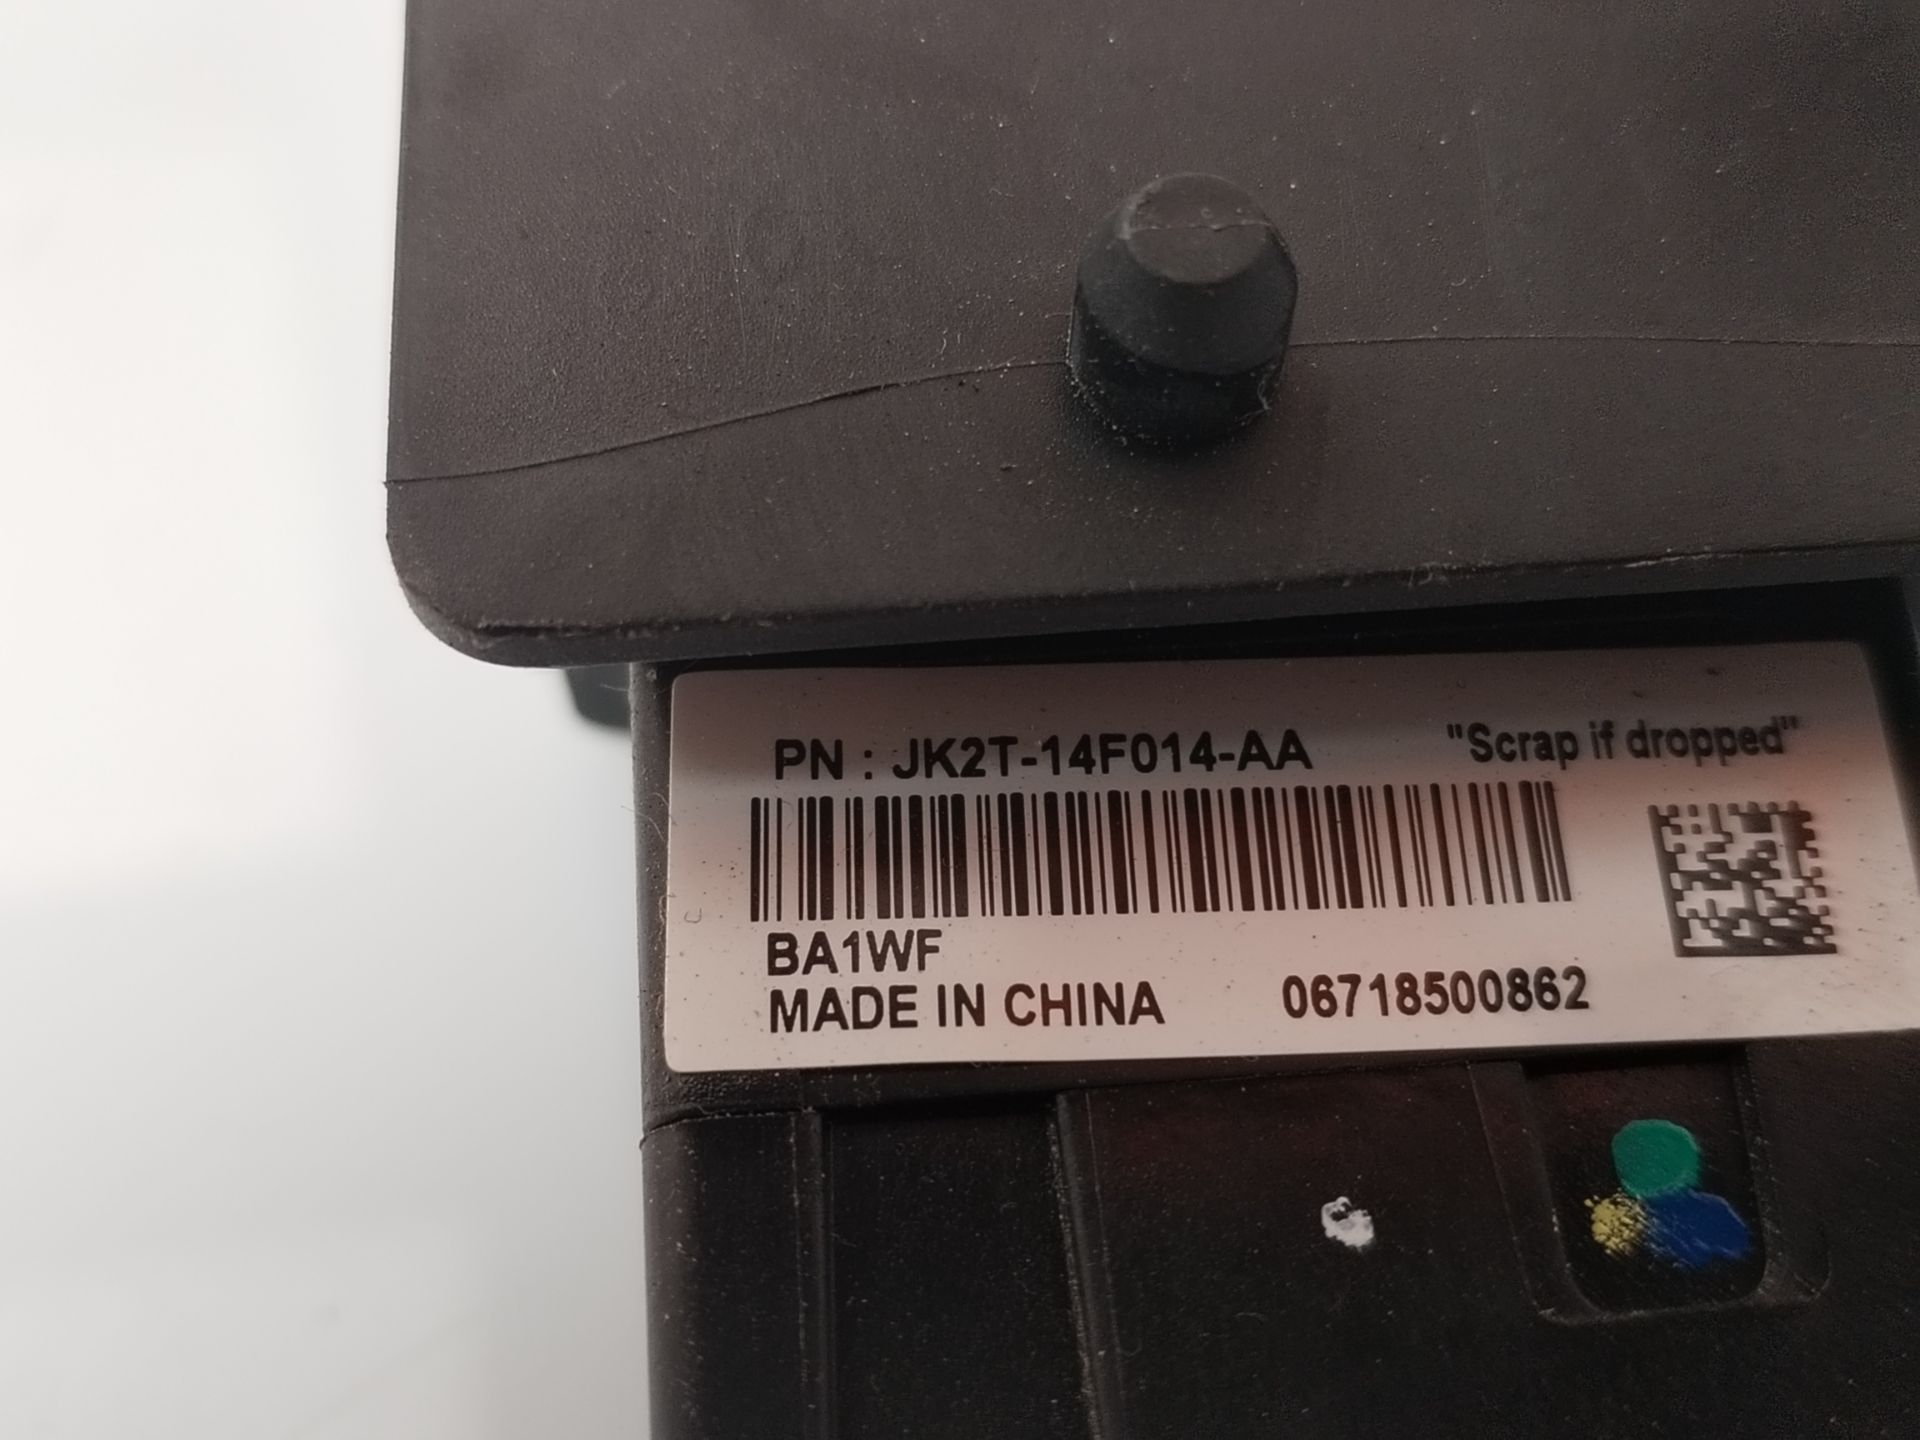 PN : JK2T-14F014-AA "Scrap if dropped"
BA1WF
MADE IN CHINA 06718500862